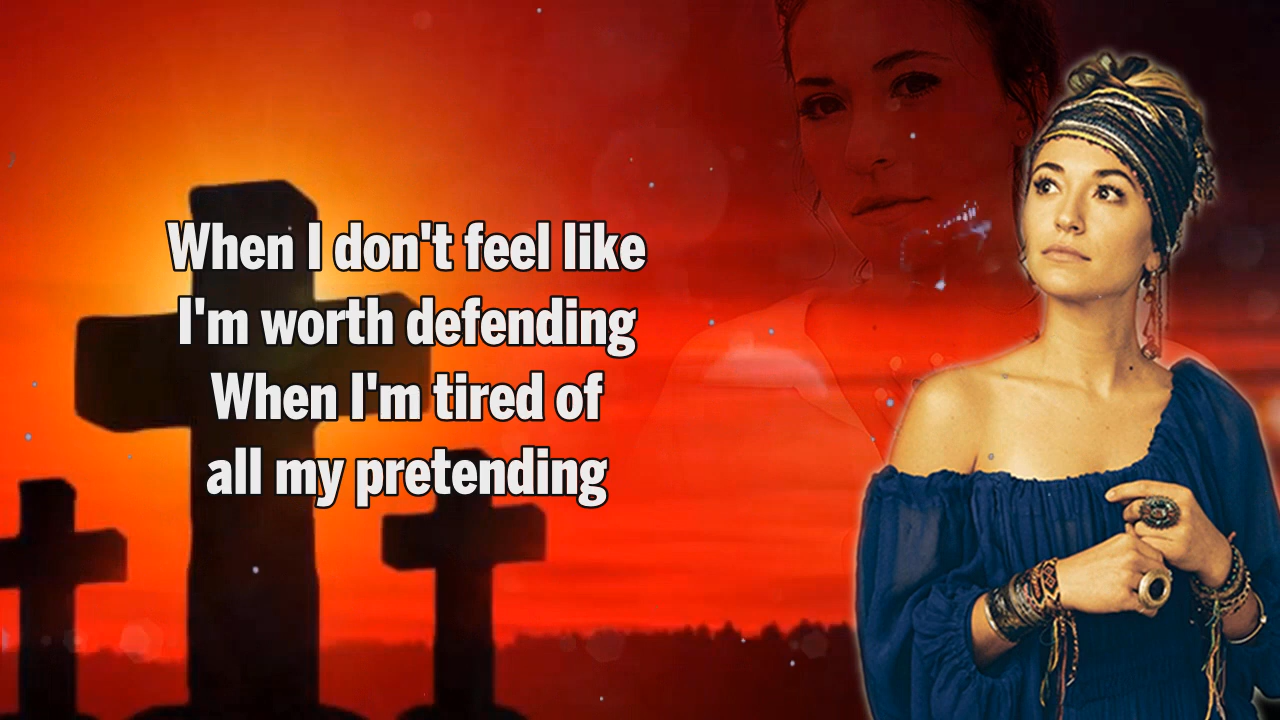 When I don't feel like
I'm worth defending
When I'm tired of
all my pretending